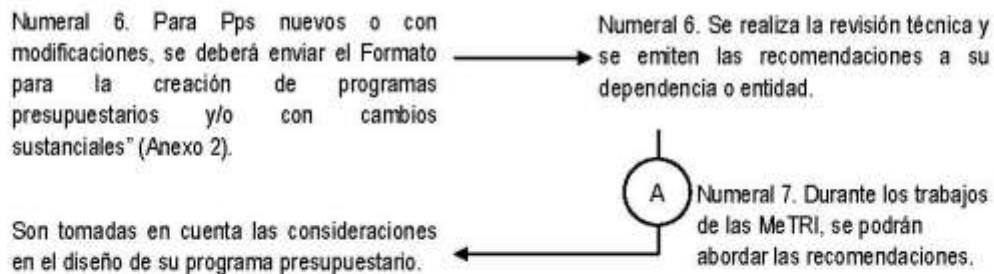 Numeral 6. Para Pps nuevos o con
modificaciones, se deberá enviar el Formato
para la creación de programas
presupuestarios y/o con cambios
sustanciales” (Anexo 2).
Numeral 6. Se realiza la revisión técnica y
se emiten las recomendaciones a su
dependencia o entidad.
A
Numeral 7. Durante los trabajos
de las MeTRI, se podrán
abordar las recomendaciones.
Son tomadas en cuenta las consideraciones
en el diseño de su programa presupuestario.